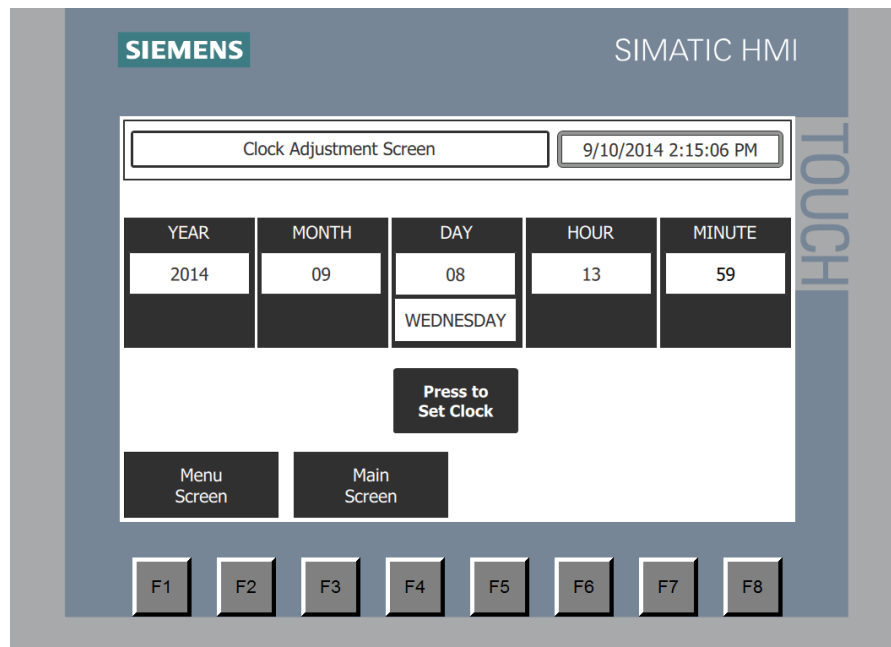 SIEMENS
SIMATIC HMI
TOUCH
Clock Adjustment Screen
9/10/2014 2:15:06 PM
YEAR
MONTH
DAY
HOUR
MINUTE
2014
09
08
13
59
WEDNESDAY
Press to
Set Clock
Menu
Screen
Main
Screen
F1
F2
F3
F4
F5
F6
F7
F8